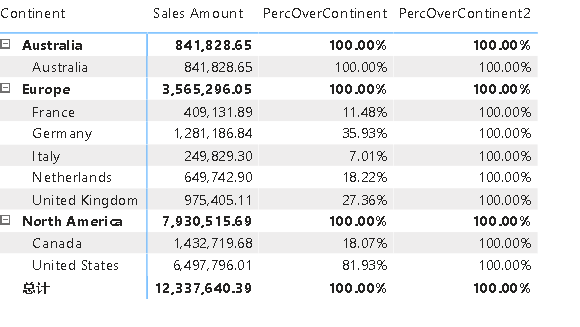 Continent Sales Amount PercOverContinent PercOverContinent2
Australia 841,828.65 100.00% 100.00%
Australia 841,828.65 100.00% 100.00%
Europe 3,565,296.05 100.00% 100.00%
France 409,131.89 11.48% 100.00%
Germany 1,281,186.84 35.93% 100.00%
Italy 249,829.30 7.01% 100.00%
Netherlands 649,742.90 18.22% 100.00%
United Kingdom 975,405.11 27.36% 100.00%
North America 7,930,515.69 100.00% 100.00%
Canada 1,432,719.68 18.07% 100.00%
United States 6,497,796.01 81.93% 100.00%
总计 12,337,640.39 100.00% 100.00%